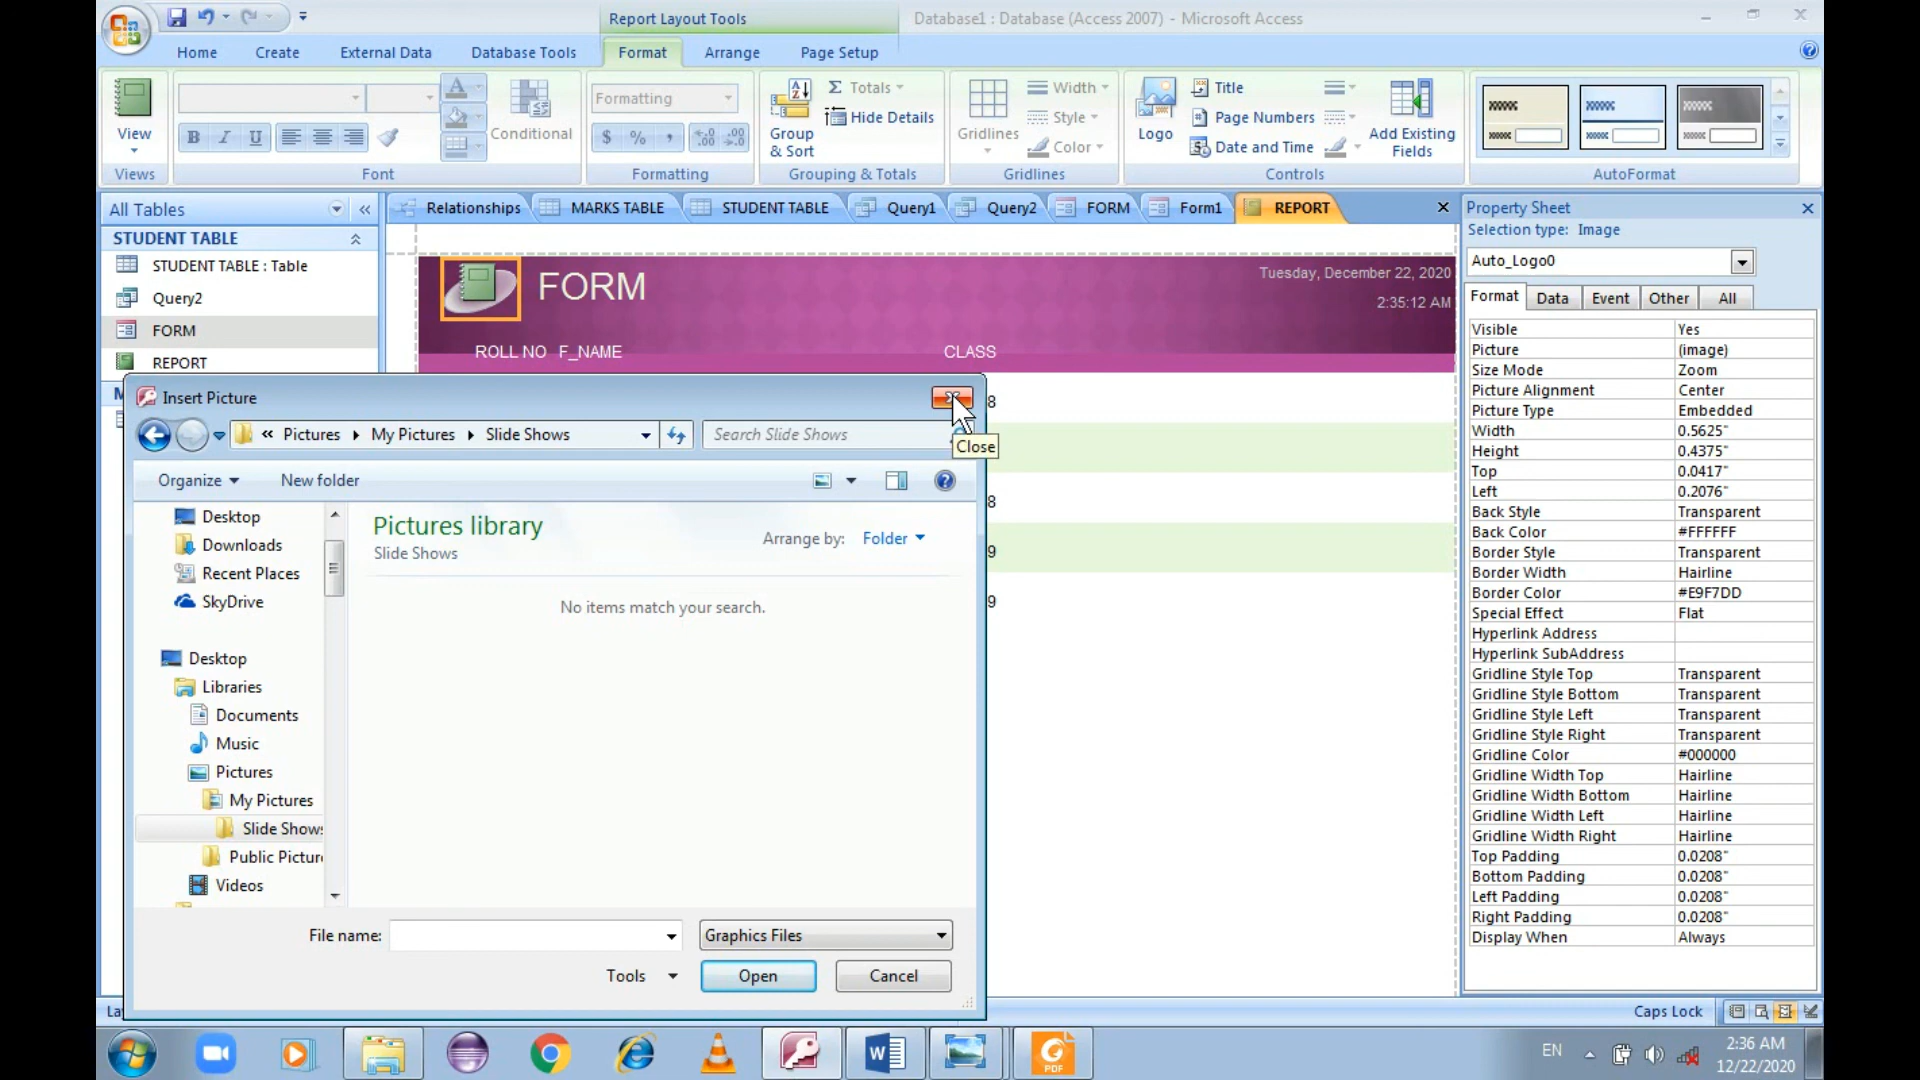 Report Layout Tools
Database1 : Database (Access 2007) - Microsoft Access
Home Create External Data Database Tools Format Arrange Page Setup
View
Views
B I U
Conditional
Font
Formatting
$ % ,
Formatting
Group
& Sort
Σ Totals
Hide Details
Grouping & Totals
Gridlines
Width
Style
Color
Gridlines
Logo
Title
Page Numbers
Date and Time
Add Existing
Fields
Controls
AutoFormat
All Tables
STUDENT TABLE
STUDENT TABLE : Table
Query2
FORM
REPORT
Relationships MARKS TABLE STUDENT TABLE Query1 Query2 FORM Form1 REPORT
FORM
Tuesday, December 22, 2020
2:35:12 AM
ROLL NO F_NAME CLASS
8
8
9
9
Insert Picture
Close
« Pictures My Pictures Slide Shows
Search Slide Shows
Organize New folder
Desktop
Downloads
Recent Places
SkyDrive
Desktop
Libraries
Documents
Music
Pictures
My Pictures
Slide Shows
Public Pictur
Videos
Pictures library
Slide Shows
Arrange by: Folder
No items match your search.
File name:
Graphics Files
Tools Open Cancel
Property Sheet
Selection type: Image
Auto_Logo0
Format Data Event Other All
Visible Yes
Picture (image)
Size Mode Zoom
Picture Alignment Center
Picture Type Embedded
Width 0.5625"
Height 0.4375"
Top 0.0417"
Left 0.2076"
Back Style Transparent
Back Color #FFFFFF
Border Style Transparent
Border Width Hairline
Border Color #E9F7DD
Special Effect Flat
Hyperlink Address
Hyperlink SubAddress
Gridline Style Top Transparent
Gridline Style Bottom Transparent
Gridline Style Left Transparent
Gridline Style Right Transparent
Gridline Color #000000
Gridline Width Top Hairline
Gridline Width Bottom Hairline
Gridline Width Left Hairline
Gridline Width Right Hairline
Top Padding 0.0208"
Bottom Padding 0.0208"
Left Padding 0.0208"
Right Padding 0.0208"
Display When Always
Caps Lock
EN
2:36 AM
12/22/2020
PDF